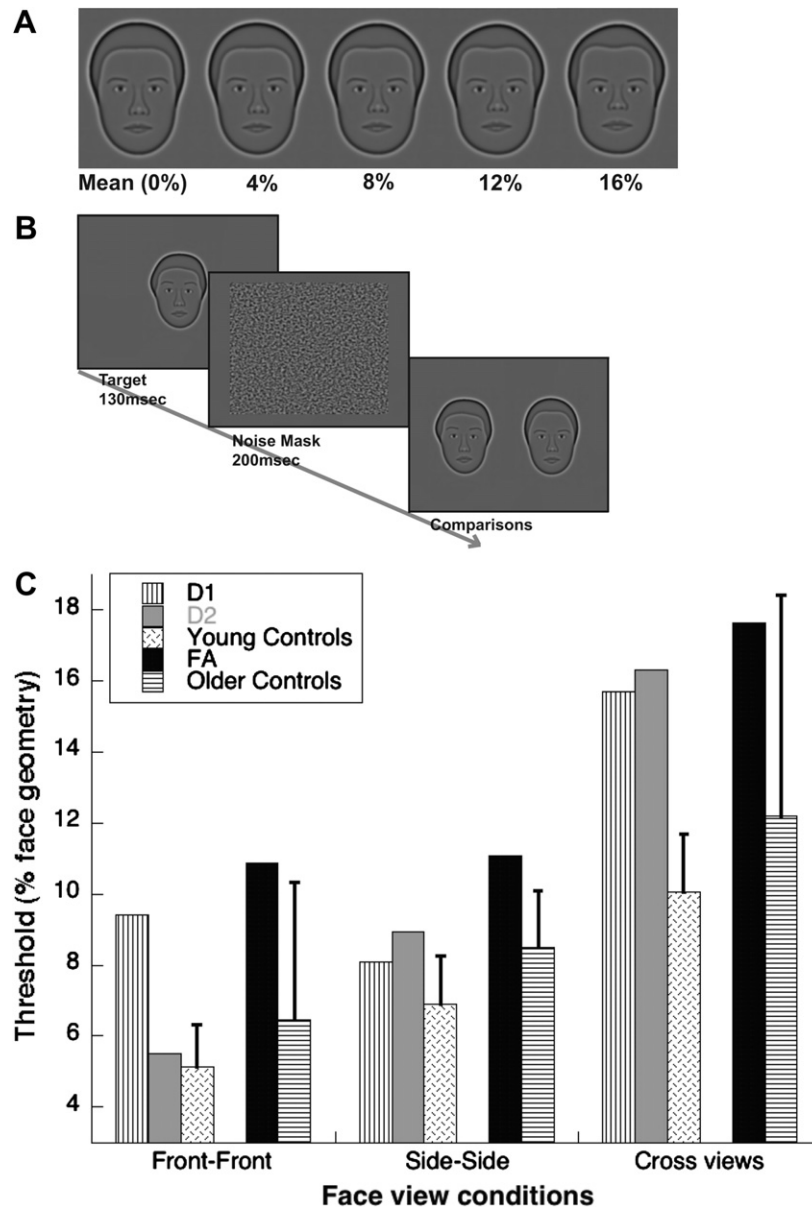 A
Mean (0%) 4% 8% 12% 16%
B
Target
130msec
Noise Mask
200msec
Comparisons
C
D1
D2
Young Controls
FA
Older Controls
Threshold (% face geometry)
18
16
14
12
10
8
6
4
Front-Front Side-Side Cross views
Face view conditions